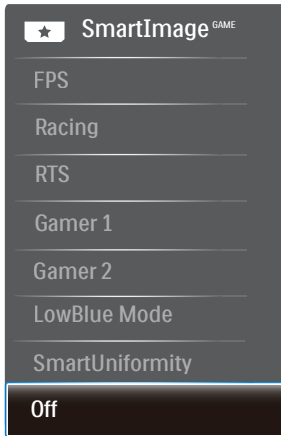 SmartImage GAME
FPS
Racing
RTS
Gamer 1
Gamer 2
LowBlue Mode
SmartUniformity
Off